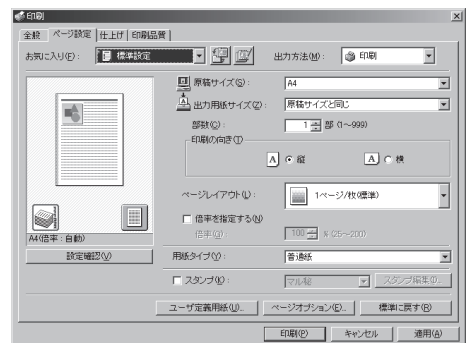 印刷
全般 ページ設定 仕上げ 印刷品質
お気に入り(F): 標準設定 出力方法(M): 印刷
原稿サイズ(S): A4
出力用紙サイズ(Z): 原稿サイズと同じ
部数(C): 1 部 (1～999)
印刷の向き(T)
A 縦 A 横
ページレイアウト(L): 1ページ/枚(標準)
倍率を指定する(N)
倍率(G): 100 % (25～200)
A4(倍率：自動)
設定確認(V) 用紙タイプ(Y): 普通紙
スタンプ(K): マル秘 スタンプ編集(I)...
ユーザ定義用紙(U)... ページオプション(E)... 標準に戻す(R)
印刷(P) キャンセル 適用(A)